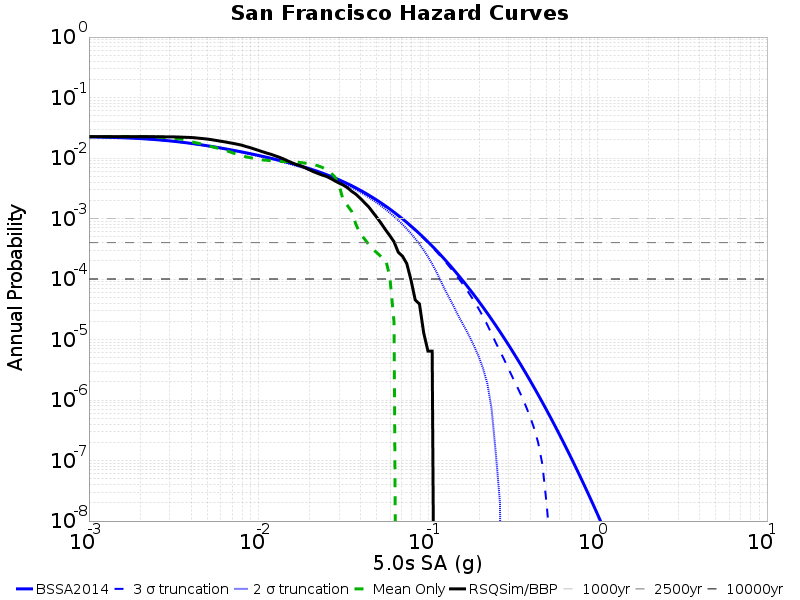 San Francisco Hazard Curves
10^0
10^-1
10^-2
10^-3
10^-4
10^-5
10^-6
10^-7
10^-8
Annual Probability
10^-3 10^-2 10^-1 10^0 10^1
5.0s SA (g)
BSSA2014 3 σ truncation 2 σ truncation Mean Only RSQSim/BBP 1000yr 2500yr 10000yr